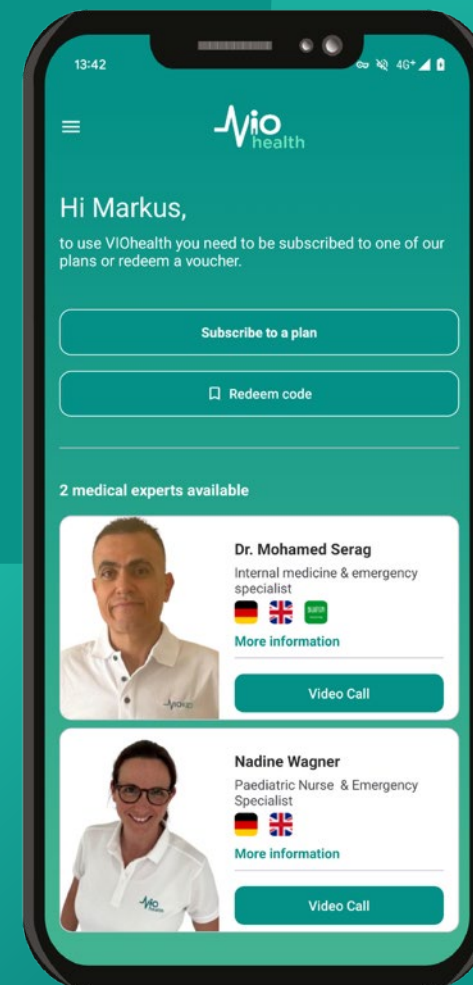 13:42
4G+
Vio
health
Hi Markus,
to use VIOhealth you need to be subscribed to one of our
plans or redeem a voucher.
Subscribe to a plan
Redeem code
2 medical experts available
Dr. Mohamed Serag
Internal medicine & emergency
specialist
More information
Video Call
Nadine Wagner
Paediatric Nurse & Emergency
Specialist
More information
Video Call
Vio
health